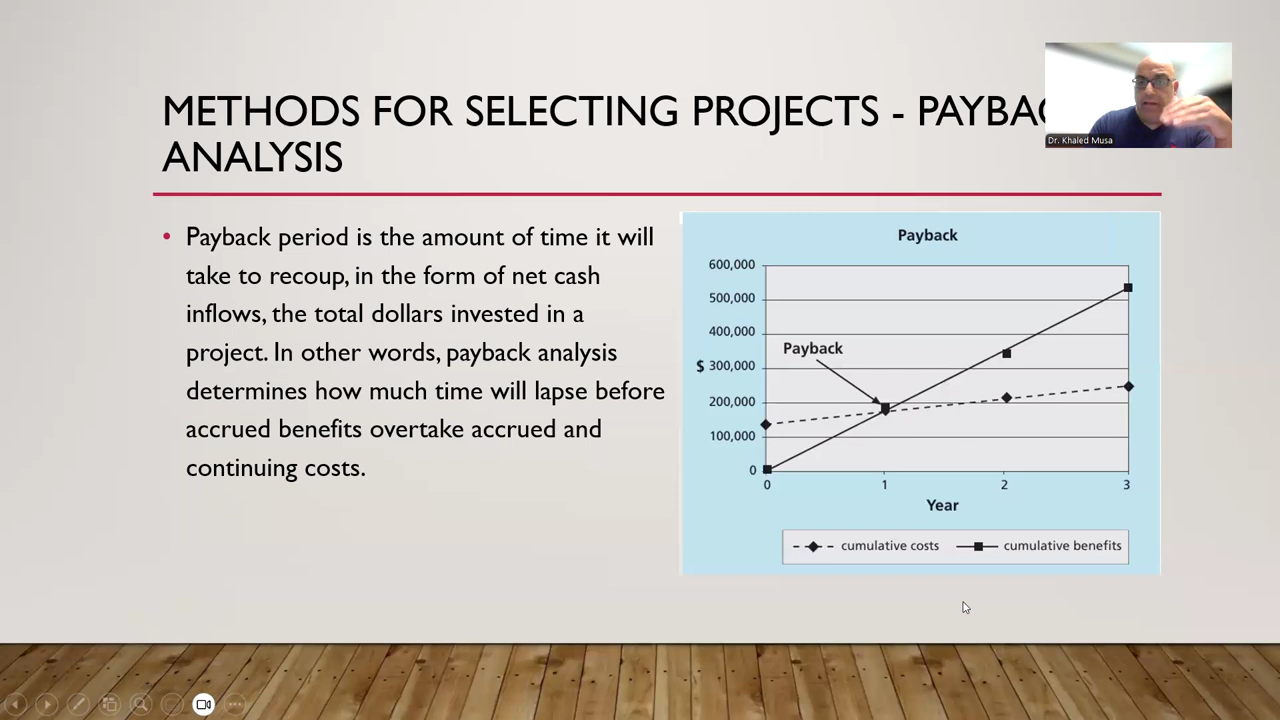 METHODS FOR SELECTING PROJECTS - PAYBAC
ANALYSIS
Dr. Khaled Musa
• Payback period is the amount of time it will
take to recoup, in the form of net cash
inflows, the total dollars invested in a
project. In other words, payback analysis
determines how much time will lapse before
accrued benefits overtake accrued and
continuing costs.
Payback
600,000
500,000
400,000
Payback
$ 300,000
200,000
100,000
0
0 1 2 3
Year
cumulative costs cumulative benefits